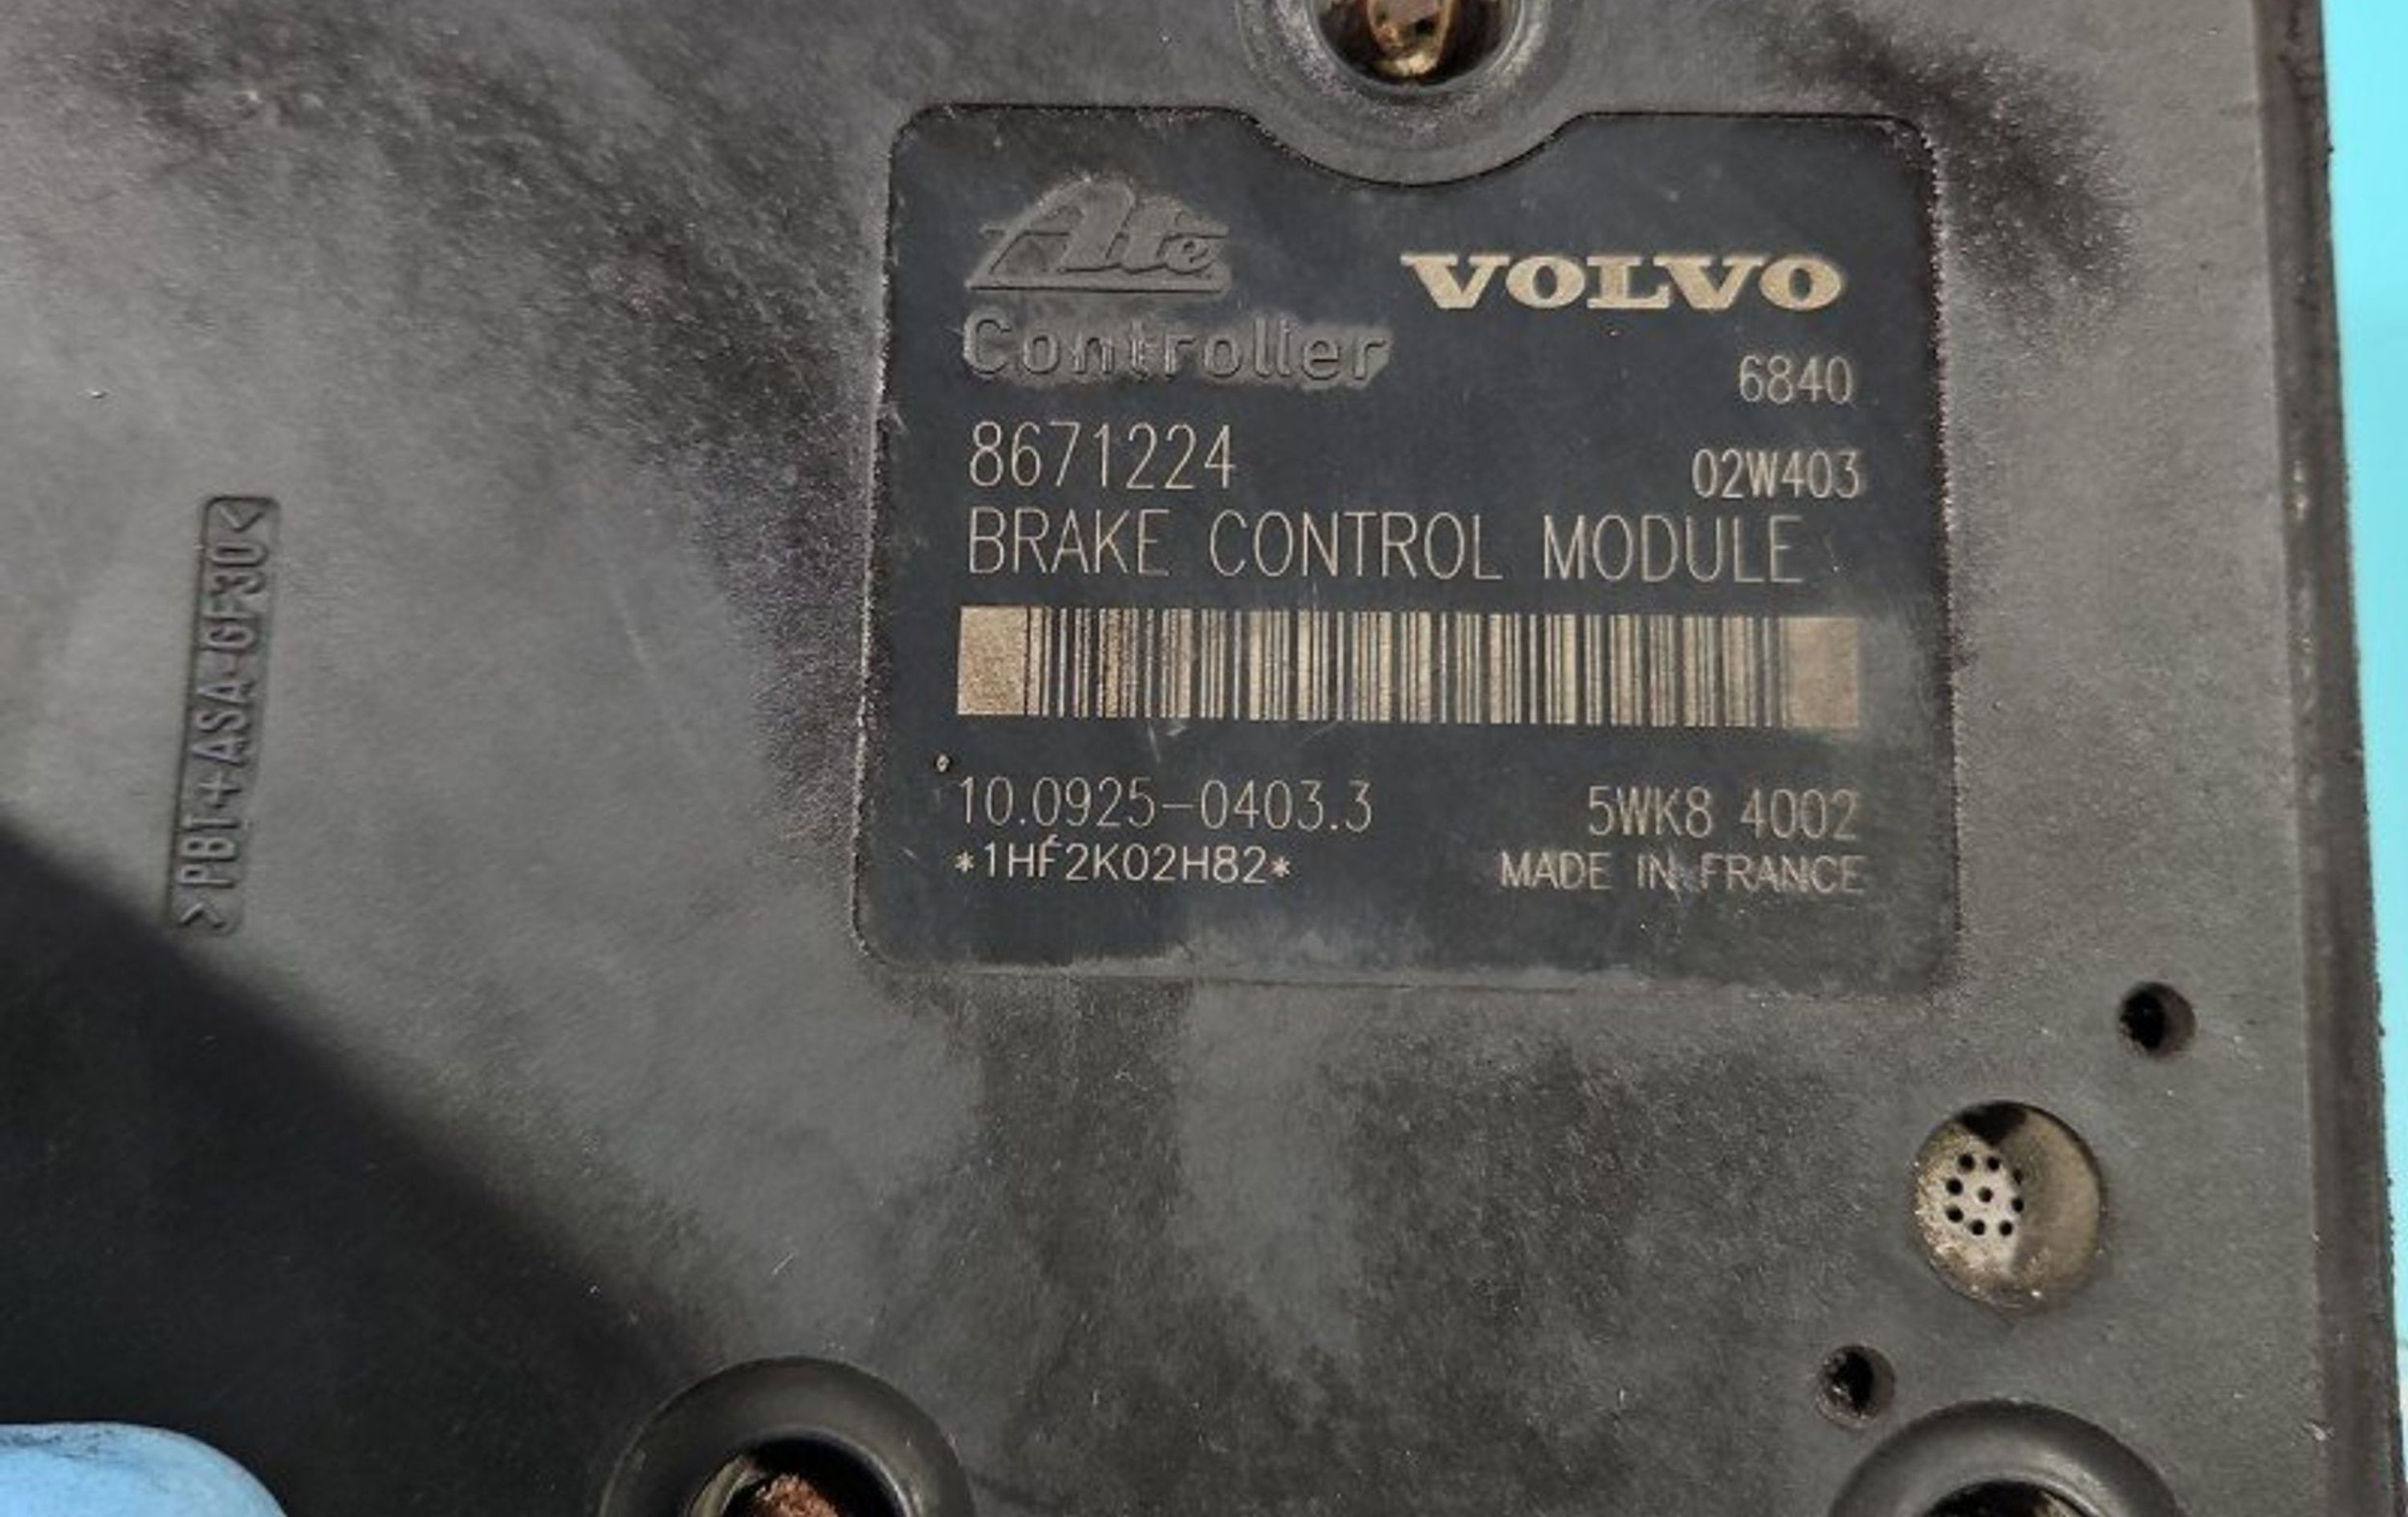 Ate
VOLVO
Controller
6840
8671224
02W403
BRAKE CONTROL MODULE
10.0925-0403.3
5WK8 4002
*1HF2K02H82*
MADE IN FRANCE
>PBT+ASA-GF30<